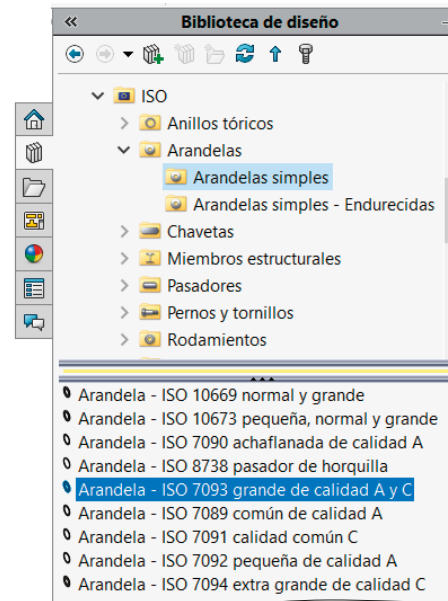 Biblioteca de diseño
ISO
Anillos tóricos
Arandelas
Arandelas simples
Arandelas simples - Endurecidas
Chavetas
Miembros estructurales
Pasadores
Pernos y tornillos
Rodamientos
Arandela - ISO 10669 normal y grande
Arandela - ISO 10673 pequeña, normal y grande
Arandela - ISO 7090 achaflanada de calidad A
Arandela - ISO 8738 pasador de horquilla
Arandela - ISO 7093 grande de calidad A y C
Arandela - ISO 7089 común de calidad A
Arandela - ISO 7091 calidad común C
Arandela - ISO 7092 pequeña de calidad A
Arandela - ISO 7094 extra grande de calidad C